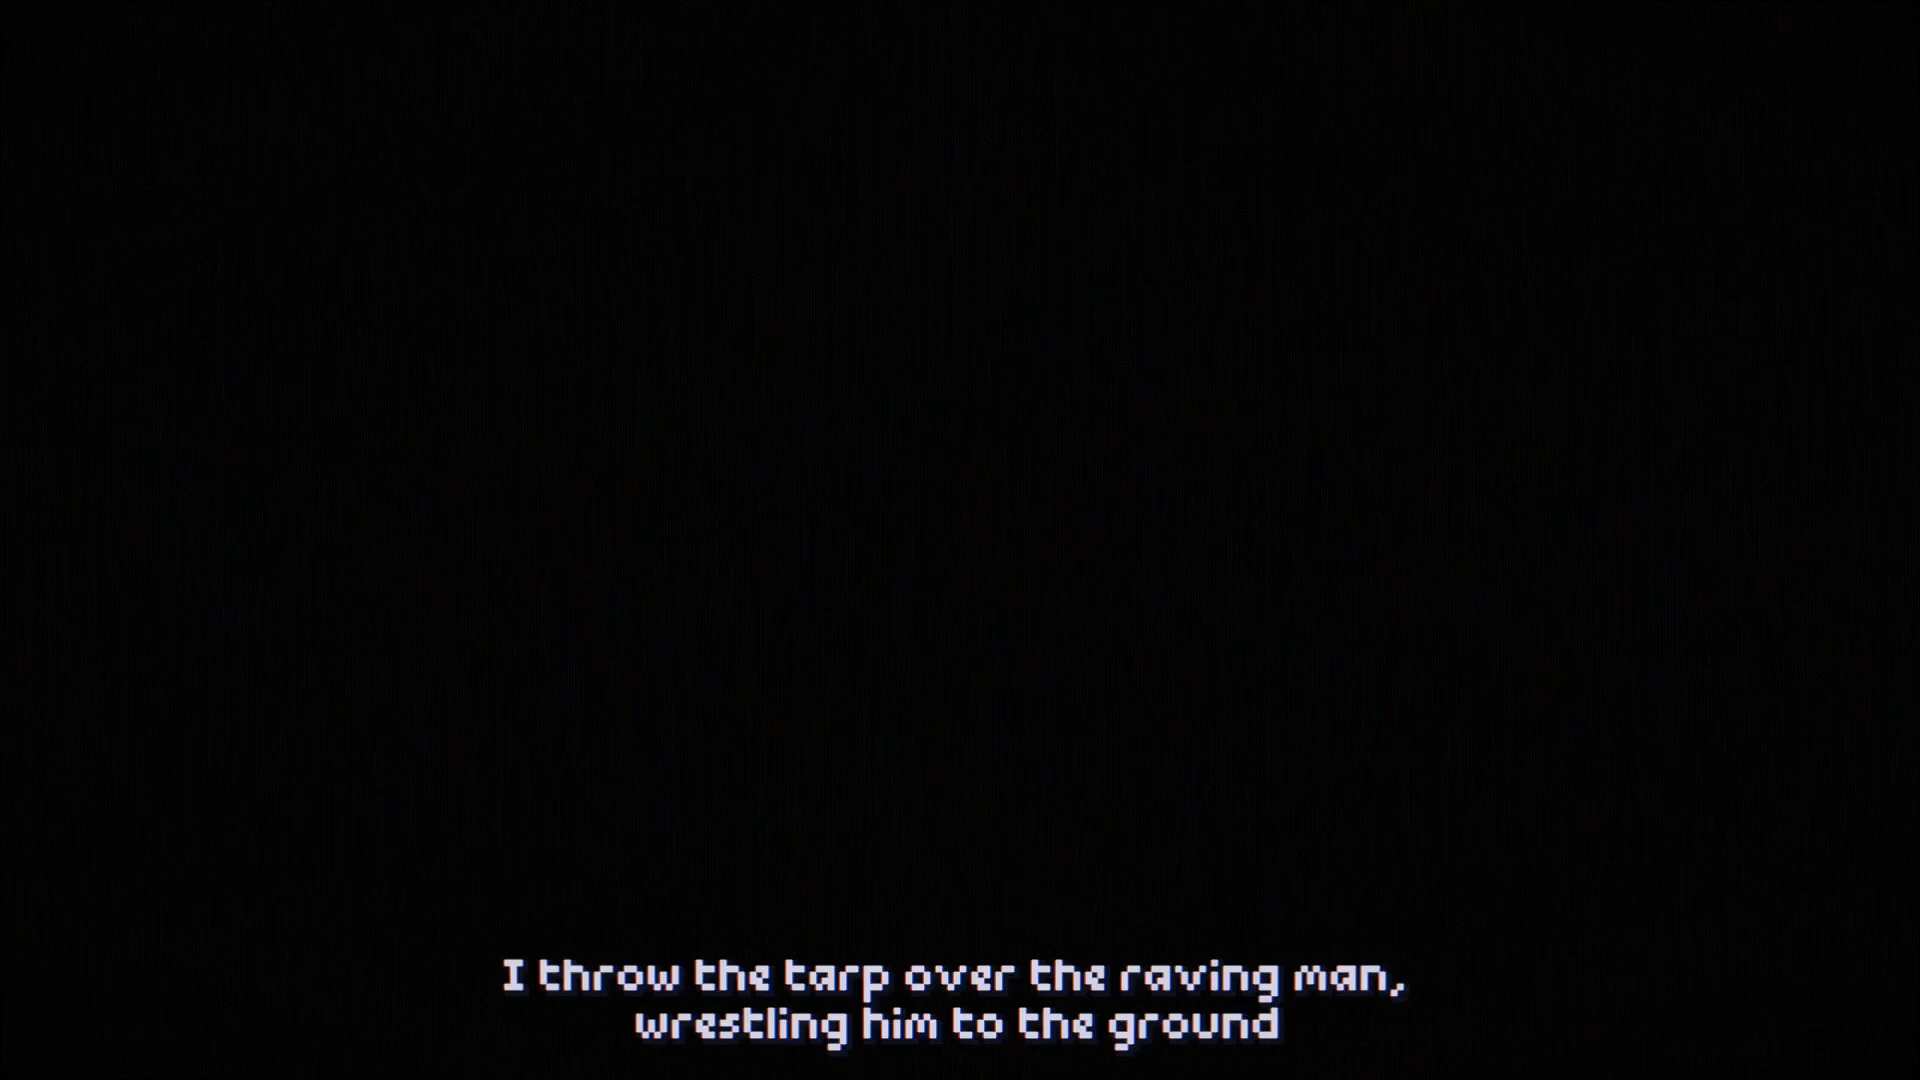 I throw the tarp over the raving man,
wrestling him to the ground